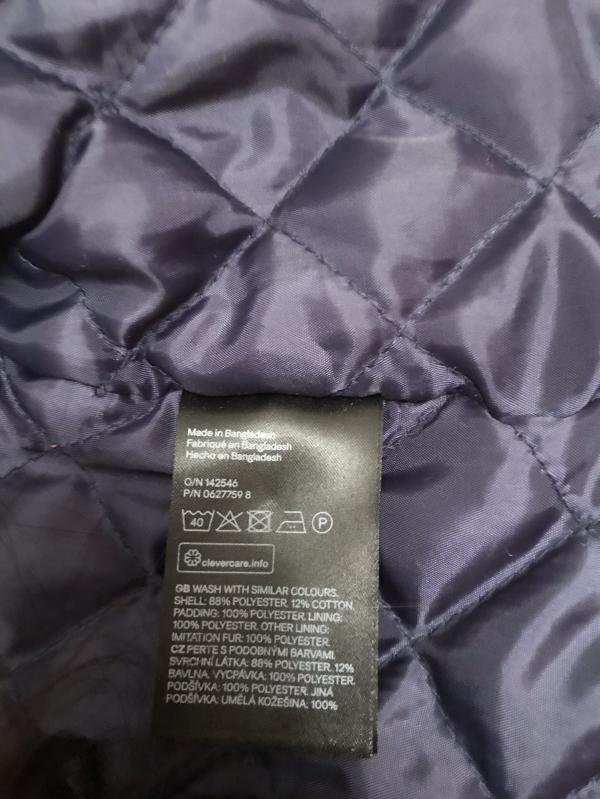 Made in Bangladesh
Fabriqué en Bangladesh
Hecho en Bangladesh
O/N 142546
P/N 0627759 8
40
P
clevercare.info
GB WASH WITH SIMILAR COLOURS.
SHELL: 88% POLYESTER. 12% COTTON.
PADDING: 100% POLYESTER. LINING:
100% POLYESTER. OTHER LINING:
IMITATION FUR: 100% POLYESTER.
CZ PERTE S PODOBNÝMI BARVAMI.
SVRCHNÍ LÁTKA: 88% POLYESTER. 12%
BAVLNA. VYCPÁVKA: 100% POLYESTER.
PODŠÍVKA: 100% POLYESTER. JINÁ
PODŠÍVKA: UMĚLÁ KOŽEŠINA. 100%